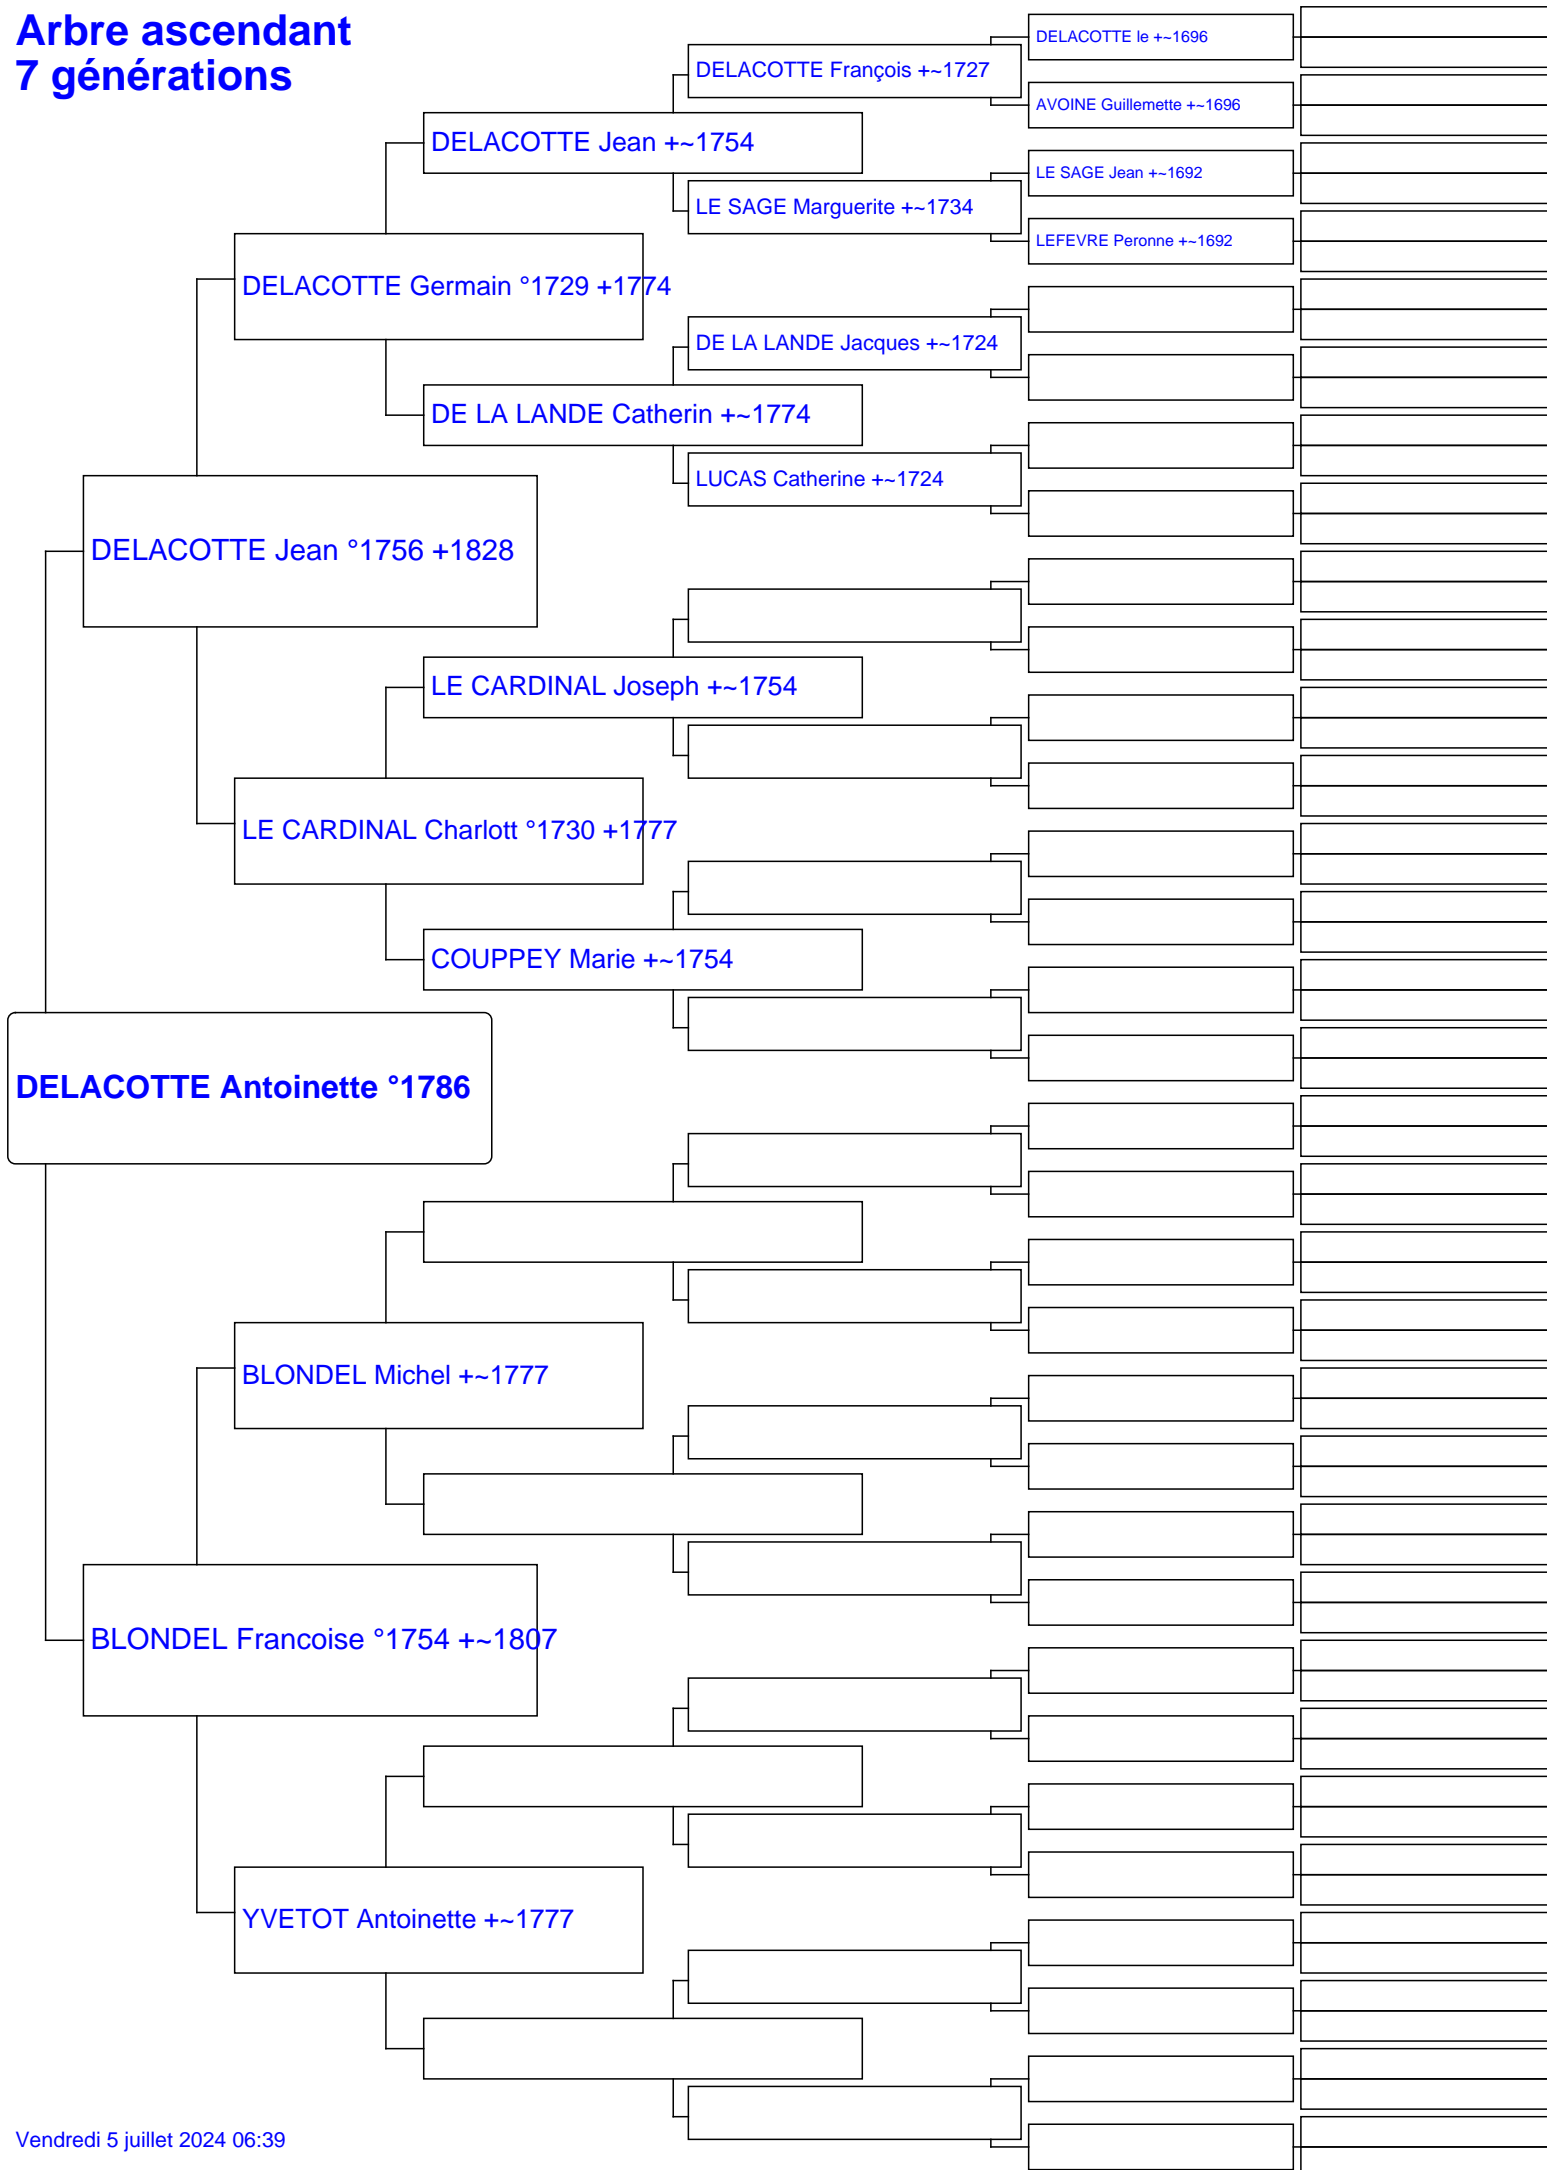 Arbre ascendant
7 générations
DELACOTTE le +~1696
DELACOTTE François +~1727
AVOINE Guillemette +~1696
DELACOTTE Jean +~1754
LE SAGE Jean +~1692
LE SAGE Marguerite +~1734
LEFEVRE Peronne +~1692
DELACOTTE Germain °1729 +1774
DE LA LANDE Jacques +~1724
DE LA LANDE Catherin +~1774
LUCAS Catherine +~1724
DELACOTTE Jean °1756 +1828
LE CARDINAL Joseph +~1754
LE CARDINAL Charlott °1730 +1777
COUPPEY Marie +~1754
DELACOTTE Antoinette °1786
BLONDEL Michel +~1777
BLONDEL Francoise °1754 +~1807
YVETOT Antoinette +~1777
Vendredi 5 juillet 2024 06:39